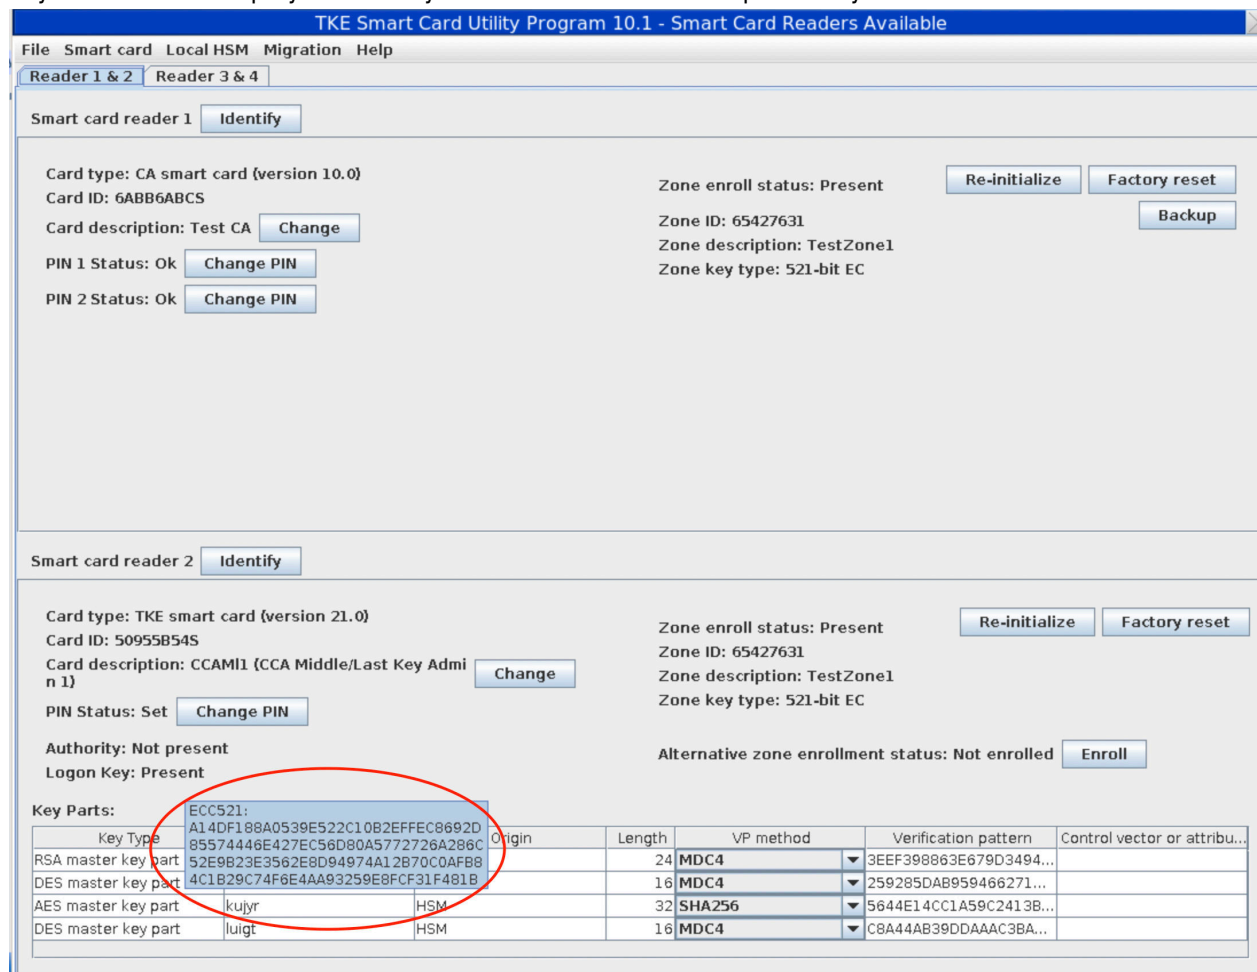 TKE Smart Card Utility Program 10.1 - Smart Card Readers Available
File Smart card Local HSM Migration Help
Reader 1 & 2 Reader 3 & 4
Smart card reader 1 Identify
Card type: CA smart card (version 10.0)
Card ID: 6ABB6ABCS
Card description: Test CA Change
PIN 1 Status: Ok Change PIN
PIN 2 Status: Ok Change PIN
Zone enroll status: Present Re-initialize Factory reset
Zone ID: 65427631 Backup
Zone description: TestZone1
Zone key type: 521-bit EC
Smart card reader 2 Identify
Card type: TKE smart card (version 21.0)
Card ID: 50955B54S
Card description: CCAMl1 (CCA Middle/Last Key Admi
n 1) Change
PIN Status: Set Change PIN
Authority: Not present
Logon Key: Present
Zone enroll status: Present Re-initialize Factory reset
Zone ID: 65427631
Zone description: TestZone1
Zone key type: 521-bit EC
Alternative zone enrollment status: Not enrolled Enroll
Key Parts:
ECC521:
A14DF188A0539E522C10B2EFFEC8692D
85574446E427EC56D80A5772726A286C
52E9B23E3562E8D94974A12B70C0AFB8
4C1B29C74F6E4AA93259E8FCF31F481B
Key Type Origin Length VP method Verification pattern Control vector or attribu...
RSA master key part 24 MDC4 3EEF398863E679D3494...
DES master key part 16 MDC4 259285DAB959466271...
AES master key part kujyr HSM 32 SHA256 5644E14CC1A59C2413B...
DES master key part luigt HSM 16 MDC4 C8A44AB39DDAAAC3BA...